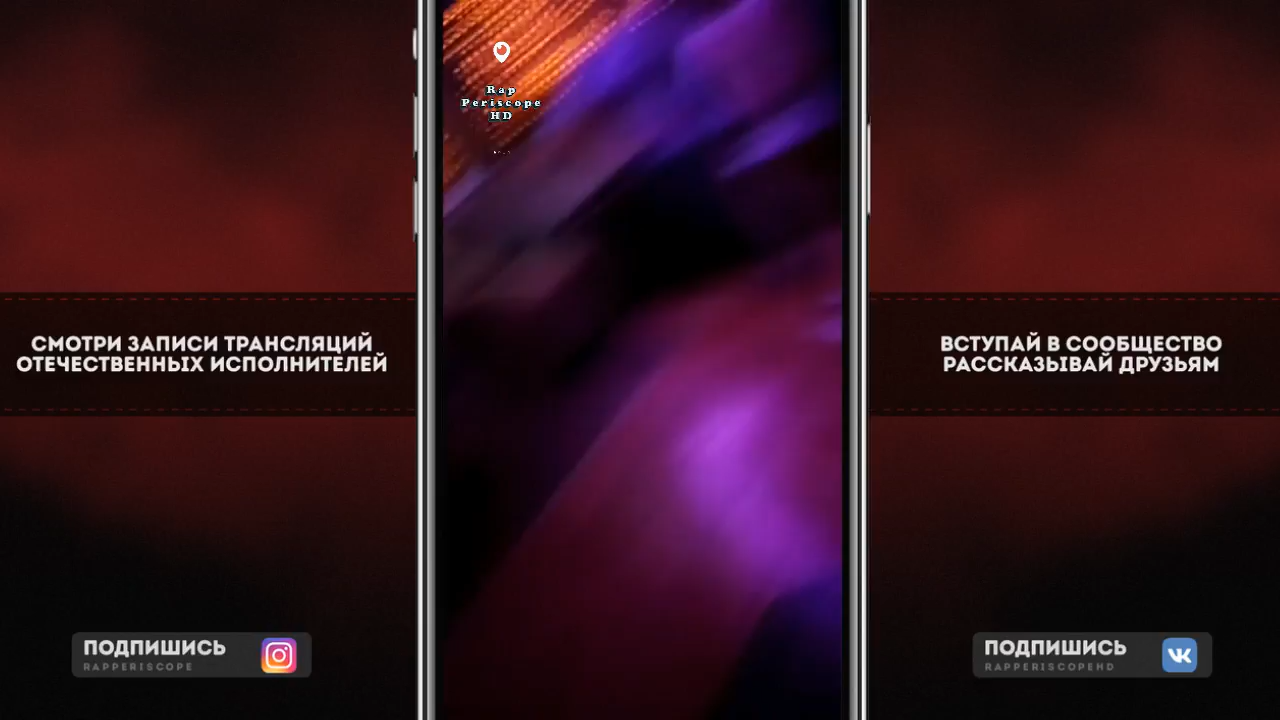 Rap
Periscope
HD
СМОТРИ ЗАПИСИ ТРАНСЛЯЦИЙ
ОТЕЧЕСТВЕННЫХ ИСПОЛНИТЕЛЕЙ
ВСТУПАЙ В СООБЩЕСТВО
РАССКАЗЫВАЙ ДРУЗЬЯМ
ПОДПИШИСЬ
RAPPERISCOPE
ПОДПИШИСЬ
RAPPERISCOPEHD